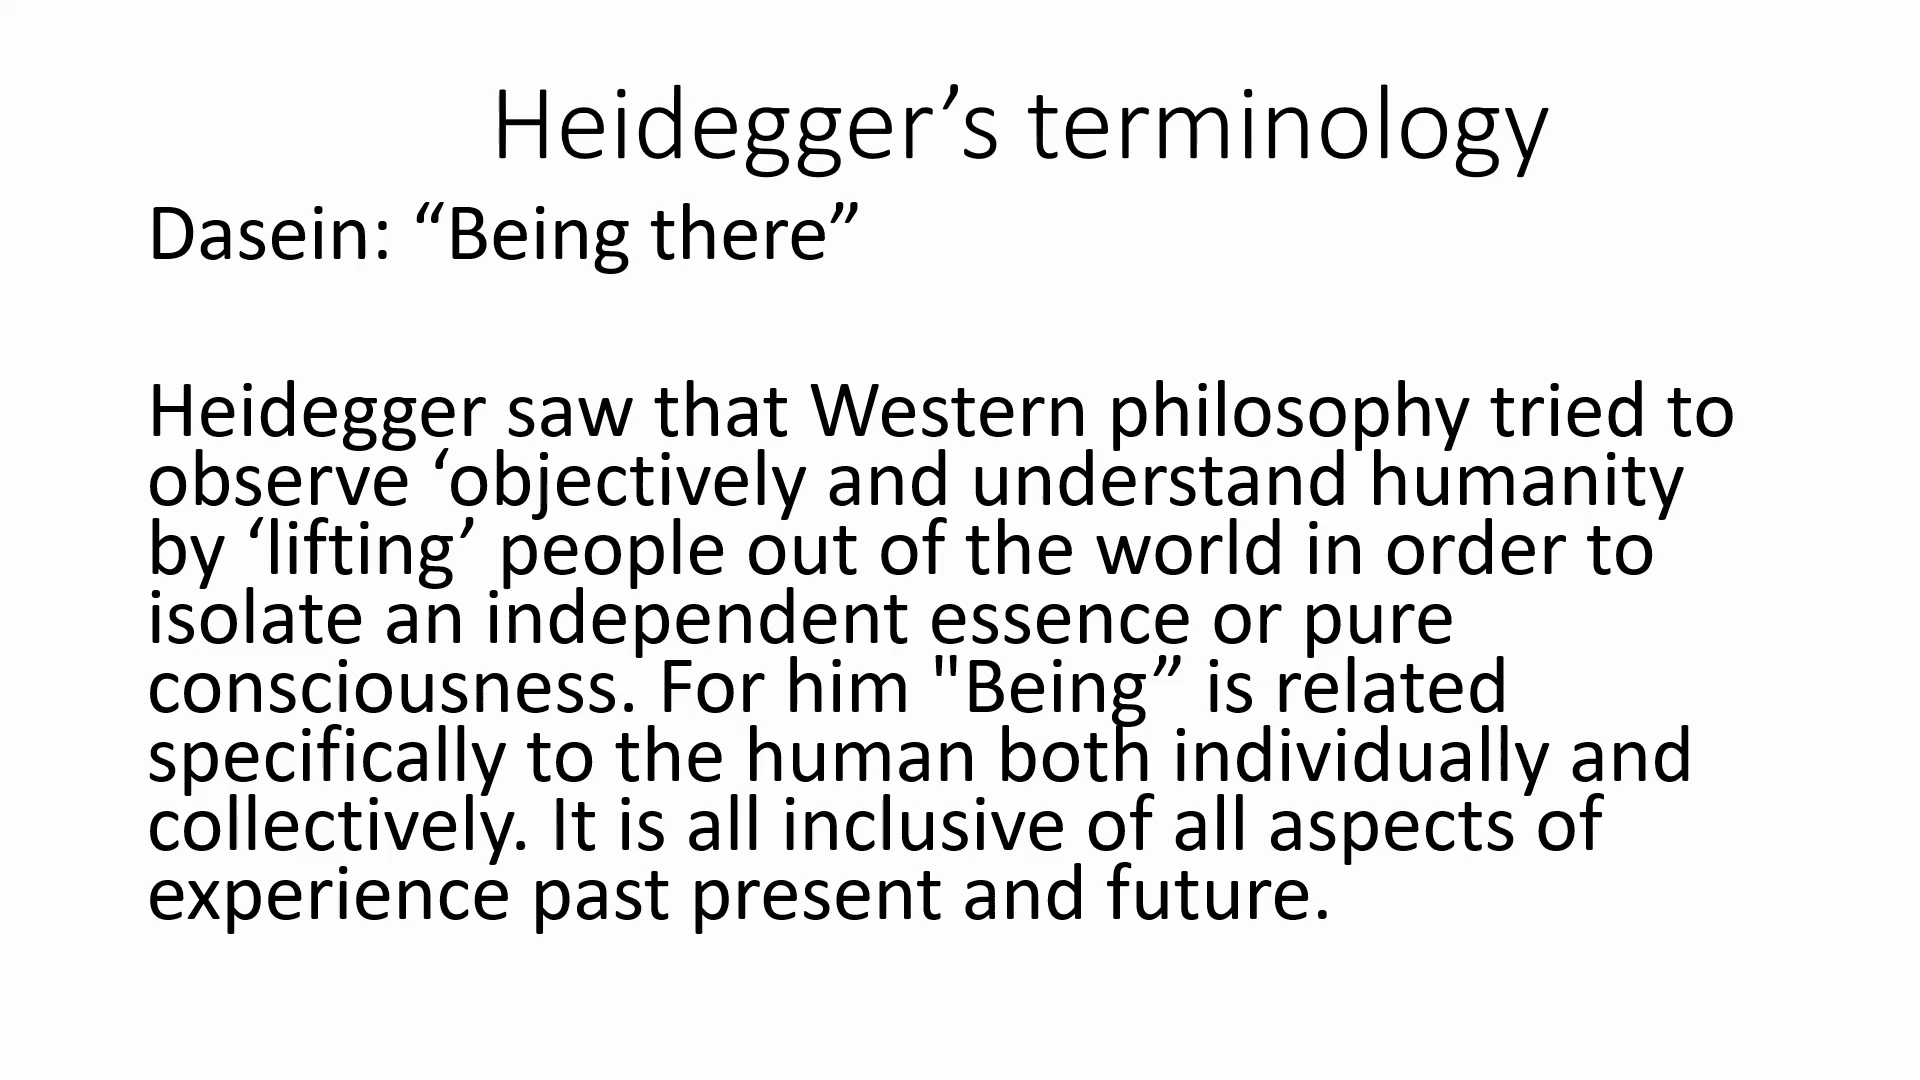 Heidegger’s terminology
Dasein: “Being there”
Heidegger saw that Western philosophy tried to
observe ‘objectively and understand humanity
by ‘lifting’ people out of the world in order to
isolate an independent essence or pure
consciousness. For him "Being” is related
specifically to the human both individually and
collectively. It is all inclusive of all aspects of
experience past present and future.